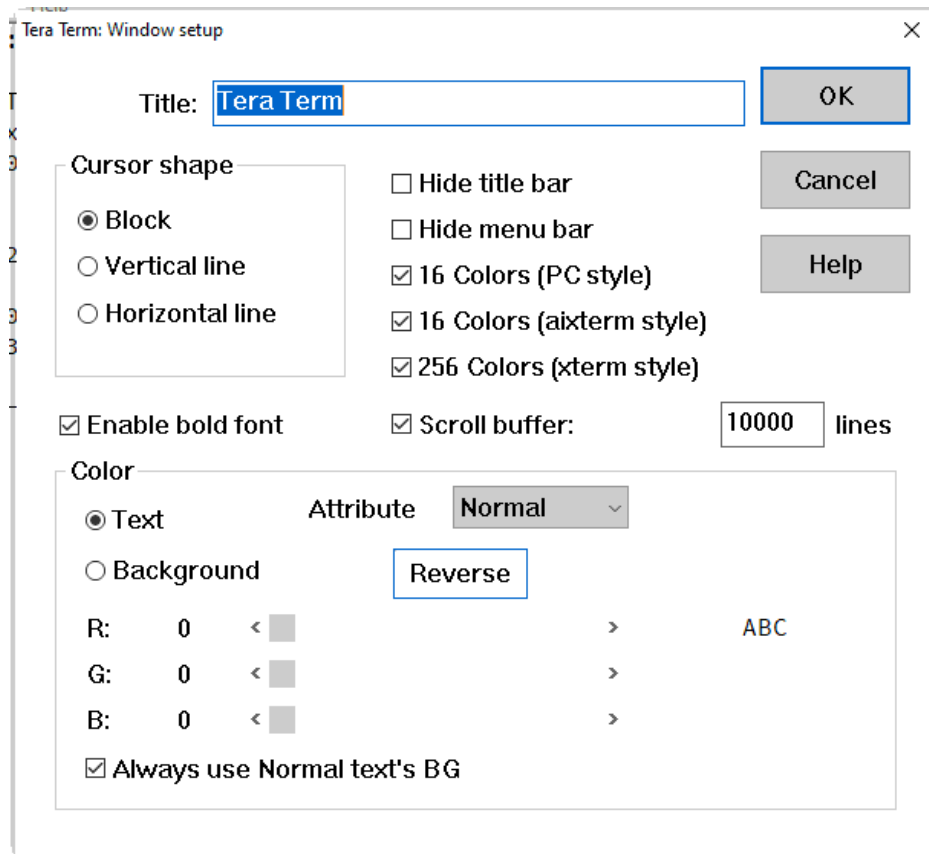 Tera Term: Window setup
Title: Tera Term
OK
Cursor shape
Block
Vertical line
Horizontal line
Hide title bar
Hide menu bar
16 Colors (PC style)
16 Colors (aixterm style)
256 Colors (xterm style)
Cancel
Help
Enable bold font
Scroll buffer: 10000 lines
Color
Text
Attribute Normal
Background
Reverse
R: 0 < > ABC
G: 0 < >
B: 0 < >
Always use Normal text's BG